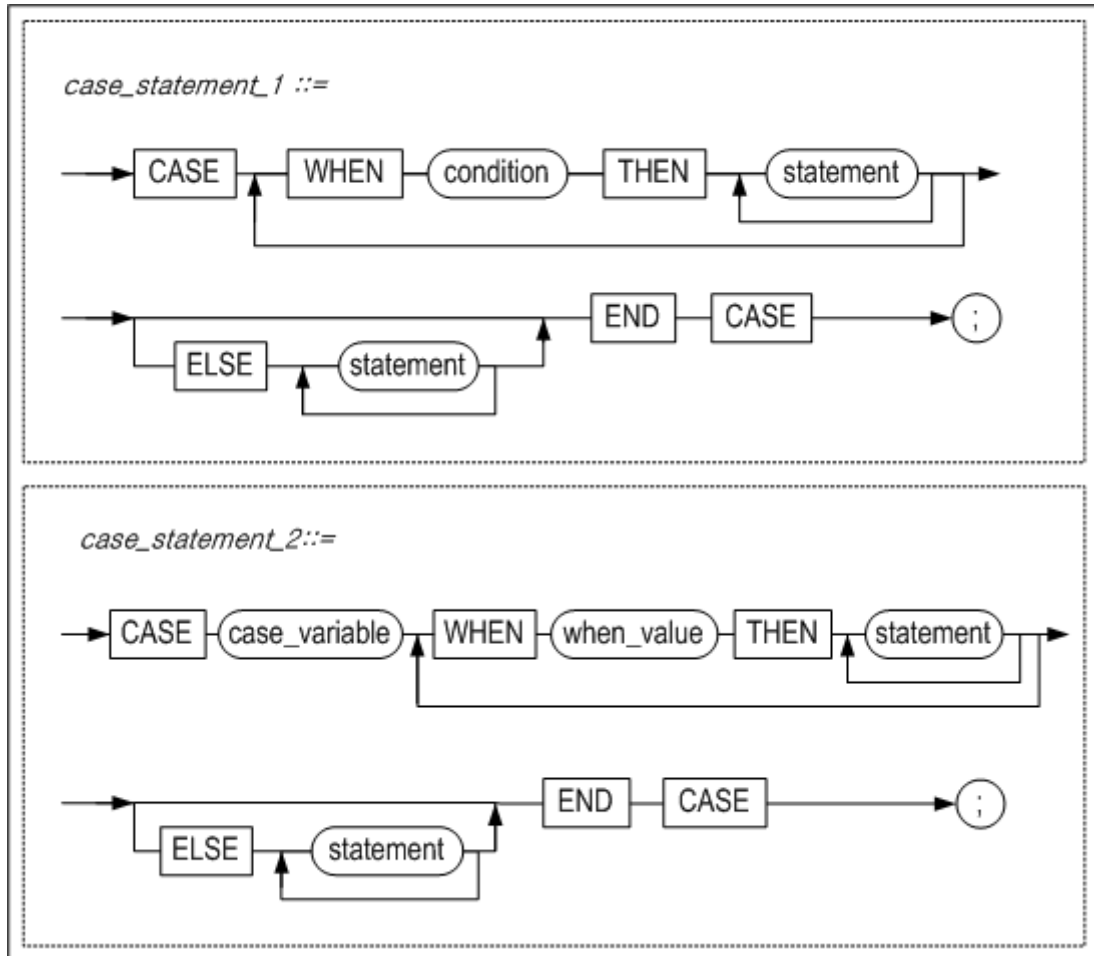 case_statement_1 ::=
CASE WHEN condition THEN statement
END CASE ;
ELSE statement
case_statement_2::=
CASE case_variable WHEN when_value THEN statement
END CASE ;
ELSE statement